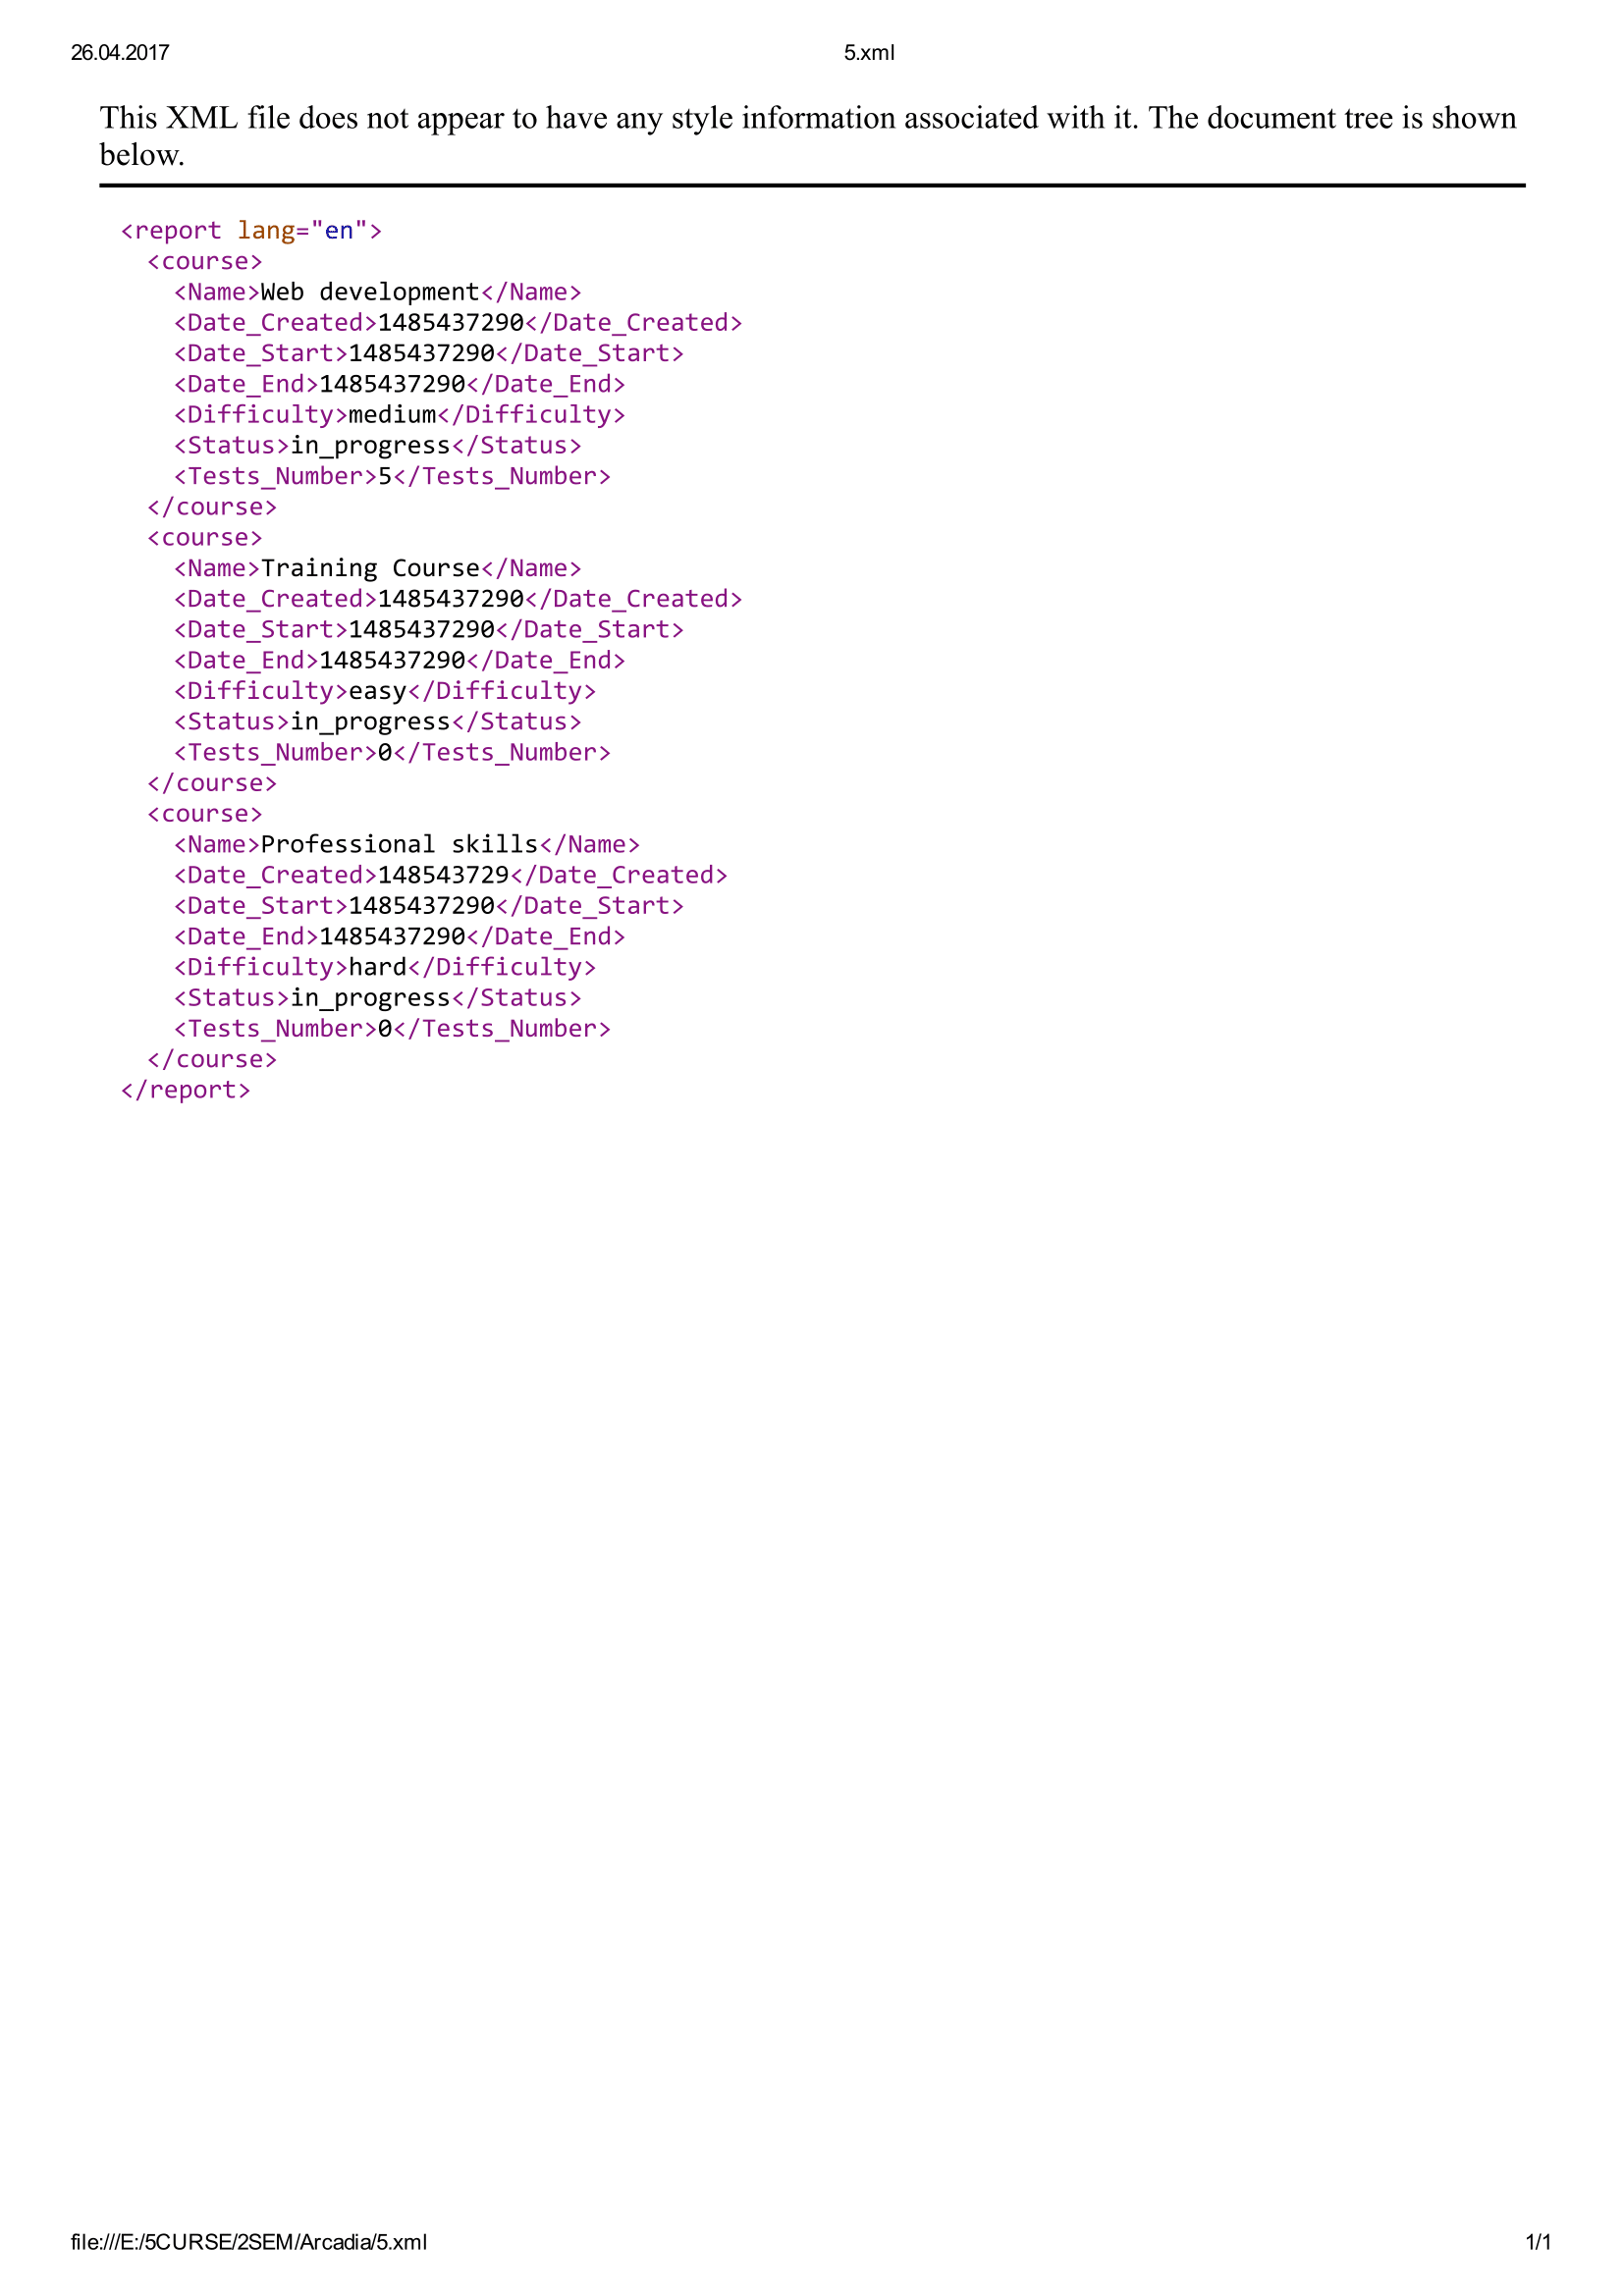 26.04.2017 5.xml
This XML file does not appear to have any style information associated with it. The document tree is shown
below.
<report lang="en">
<course>
<Name>Web development</Name>
<Date_Created>1485437290</Date_Created>
<Date_Start>1485437290</Date_Start>
<Date_End>1485437290</Date_End>
<Difficulty>medium</Difficulty>
<Status>in_progress</Status>
<Tests_Number>5</Tests_Number>
</course>
<course>
<Name>Training Course</Name>
<Date_Created>1485437290</Date_Created>
<Date_Start>1485437290</Date_Start>
<Date_End>1485437290</Date_End>
<Difficulty>easy</Difficulty>
<Status>in_progress</Status>
<Tests_Number>0</Tests_Number>
</course>
<course>
<Name>Professional skills</Name>
<Date_Created>148543729</Date_Created>
<Date_Start>1485437290</Date_Start>
<Date_End>1485437290</Date_End>
<Difficulty>hard</Difficulty>
<Status>in_progress</Status>
<Tests_Number>0</Tests_Number>
</course>
</report>
file:///E:/5CURSE/2SEM/Arcadia/5.xml 1/1